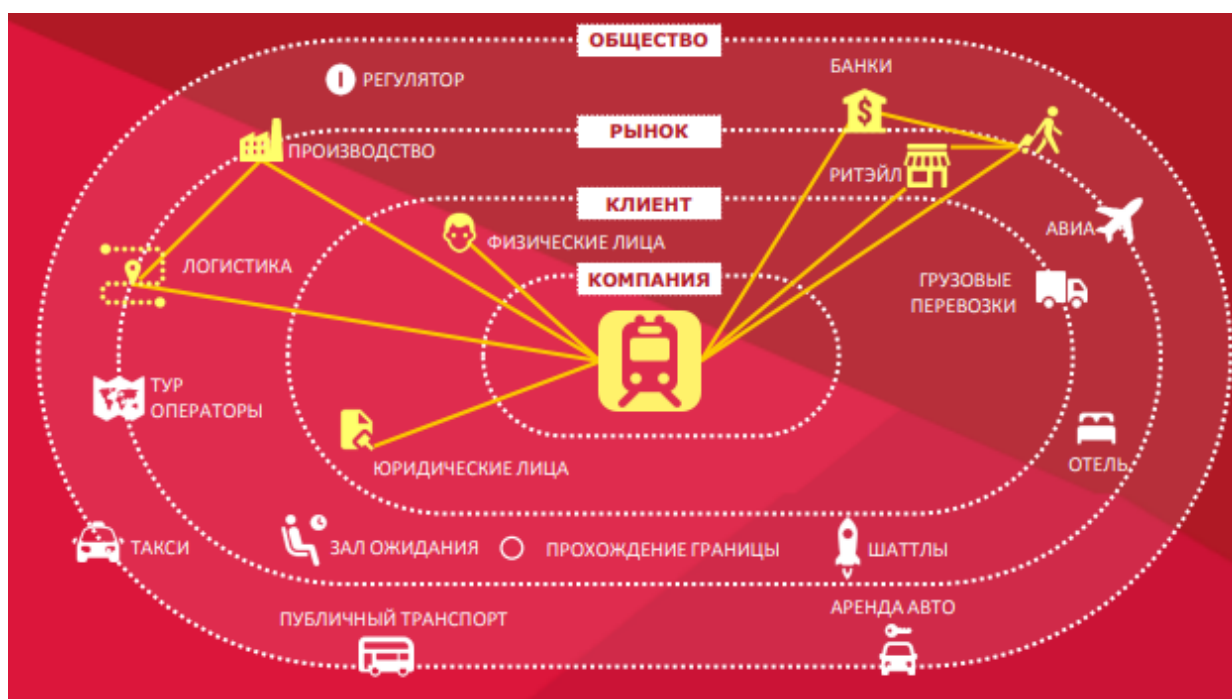 ОБЩЕСТВО
БАНКИ
I РЕГУЛЯТОР
$
РЫНОК
ПРОИЗВОДСТВО
РИТЭЙЛ
КЛИЕНТ
АВИА
ФИЗИЧЕСКИЕ ЛИЦА
ЛОГИСТИКА
КОМПАНИЯ
ГРУЗОВЫЕ
ПЕРЕВОЗКИ
ТУР
ОПЕРАТОРЫ
ЮРИДИЧЕСКИЕ ЛИЦА
ОТЕЛЬ
ТАКСИ
ЗАЛ ОЖИДАНИЯ
ПРОХОЖДЕНИЕ ГРАНИЦЫ
ШАТТЛЫ
ПУБЛИЧНЫЙ ТРАНСПОРТ
АРЕНДА АВТО